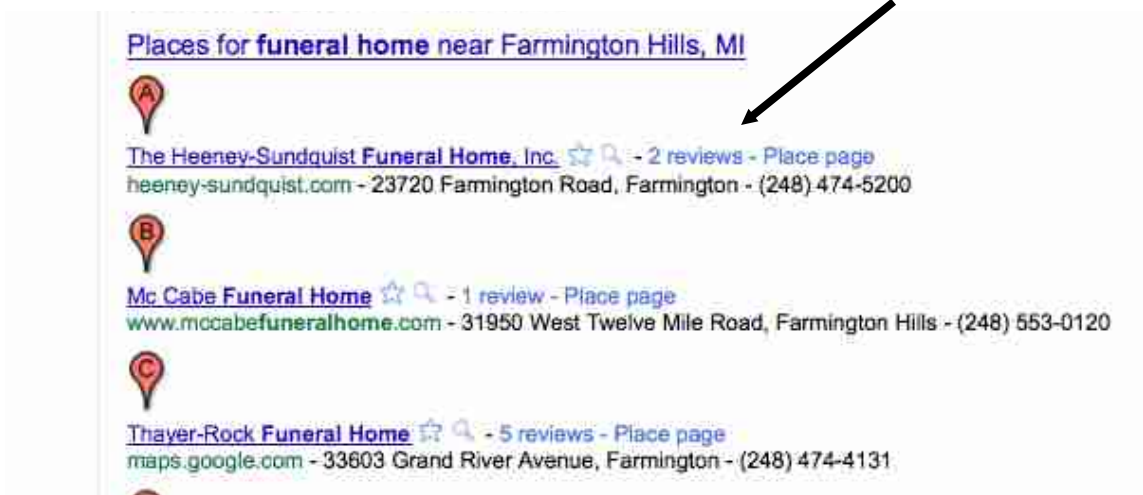 Places for funeral home near Farmington Hills, MI
A
The Heeney-Sundquist Funeral Home, Inc. - 2 reviews - Place page
heeney-sundquist.com - 23720 Farmington Road, Farmington - (248) 474-5200
B
Mc Cabe Funeral Home - 1 review - Place page
www.mccabefuneralhome.com - 31950 West Twelve Mile Road, Farmington Hills - (248) 553-0120
C
Thayer-Rock Funeral Home - 5 reviews - Place page
maps.google.com - 33603 Grand River Avenue, Farmington - (248) 474-4131